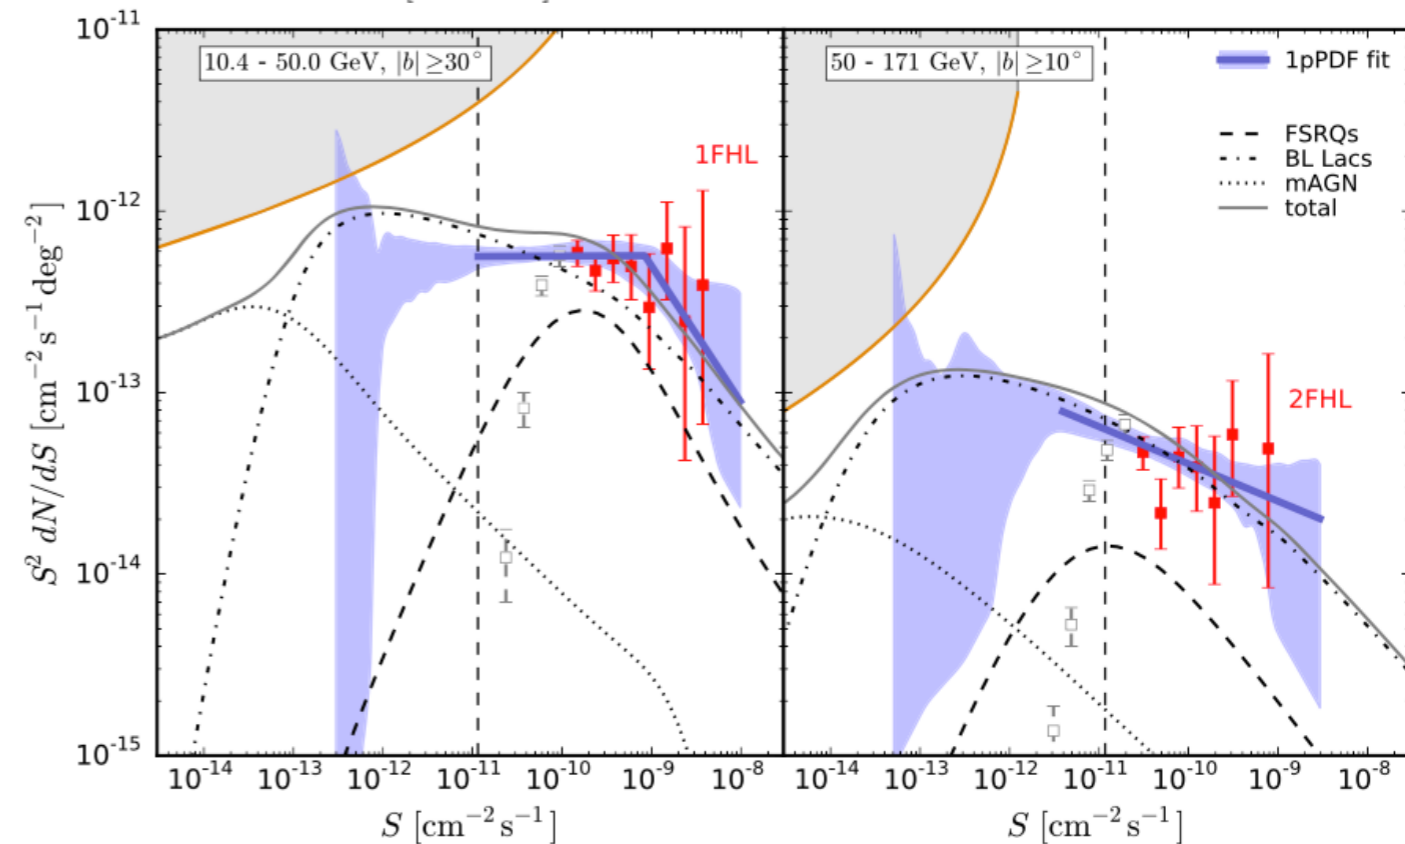 10.4 - 50.0 GeV, |b| ≥30°
50 - 171 GeV, |b| ≥10°
1pPDF fit
FSRQs
BL Lacs
mAGN
total
1FHL
2FHL
S² dN/dS [cm⁻² s⁻¹ deg⁻²]
10⁻¹¹
10⁻¹²
10⁻¹³
10⁻¹⁴
10⁻¹⁵
10⁻¹⁴ 10⁻¹³ 10⁻¹² 10⁻¹¹ 10⁻¹⁰ 10⁻⁹ 10⁻⁸
10⁻¹⁴ 10⁻¹³ 10⁻¹² 10⁻¹¹ 10⁻¹⁰ 10⁻⁹ 10⁻⁸
S [cm⁻² s⁻¹]
S [cm⁻² s⁻¹]